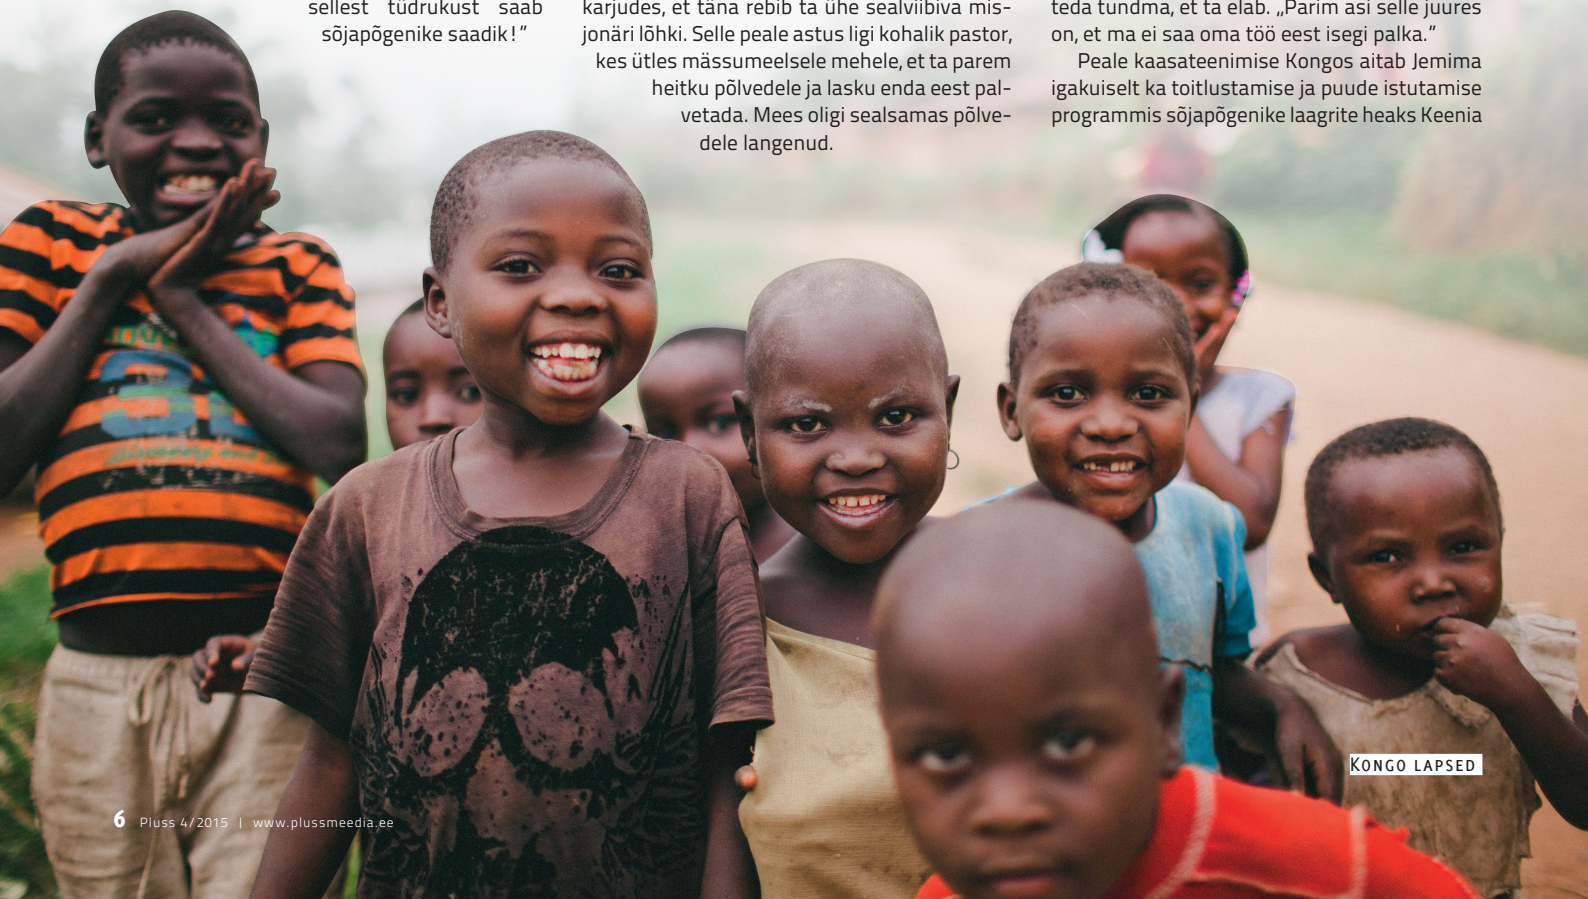 sellest tüdrukust saab
sõjapõgenike saadik!”
karjudes, et täna rebib ta ühe sealviibiva mis-
jonäri lõhki. Selle peale astus ligi kohalik pastor,
kes ütles mässumeelsele mehele, et ta parem
heitku põlvedele ja lasku enda eest pal-
vetada. Mees oligi sealsamas põlve-
dele langenud.
teda tundma, et ta elab. „Parim asi selle juures
on, et ma ei saa oma töö eest isegi palka.”
Peale kaasateenimise Kongos aitab Jemima
igakuiselt ka toitlustamise ja puude istutamise
programmis sõjapõgenike laagrite heaks Keenia
KONGO LAPSED
6 Pluss 4/2015 | www.plussmeedia.ee